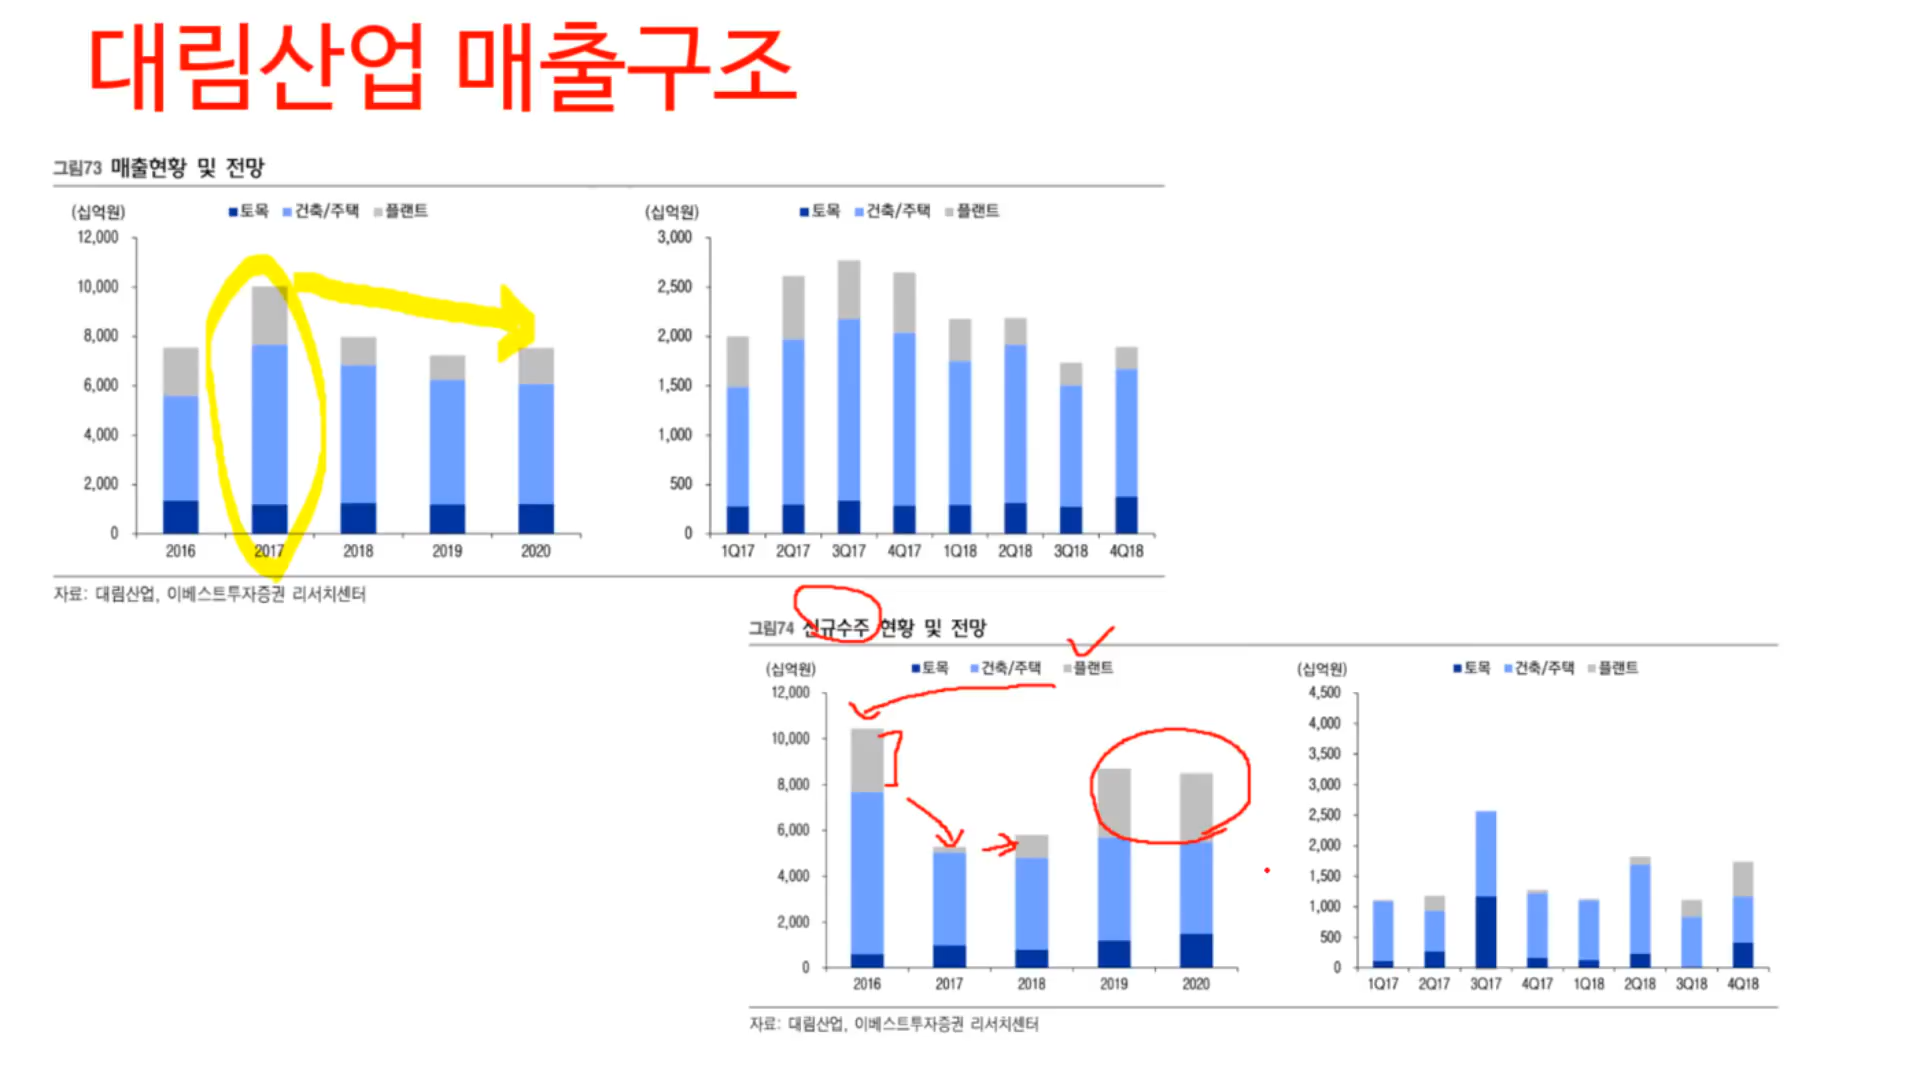 대림산업 매출구조
그림73 매출현황 및 전망
(십억원) ■토목 ■건축/주택 ■플랜트
12,000
10,000
8,000
6,000
4,000
2,000
0
2016 2017 2018 2019 2020
(십억원) ■토목 ■건축/주택 ■플랜트
3,000
2,500
2,000
1,500
1,000
500
0
1Q17 2Q17 3Q17 4Q17 1Q18 2Q18 3Q18 4Q18
자료: 대림산업, 이베스트투자증권 리서치센터
그림74 신규수주 현황 및 전망
(십억원) ■토목 ■건축/주택 ■플랜트
12,000
10,000
8,000
6,000
4,000
2,000
0
2016 2017 2018 2019 2020
(십억원) ■토목 ■건축/주택 ■플랜트
4,500
4,000
3,500
3,000
2,500
2,000
1,500
1,000
500
0
1Q17 2Q17 3Q17 4Q17 1Q18 2Q18 3Q18 4Q18
자료: 대림산업, 이베스트투자증권 리서치센터